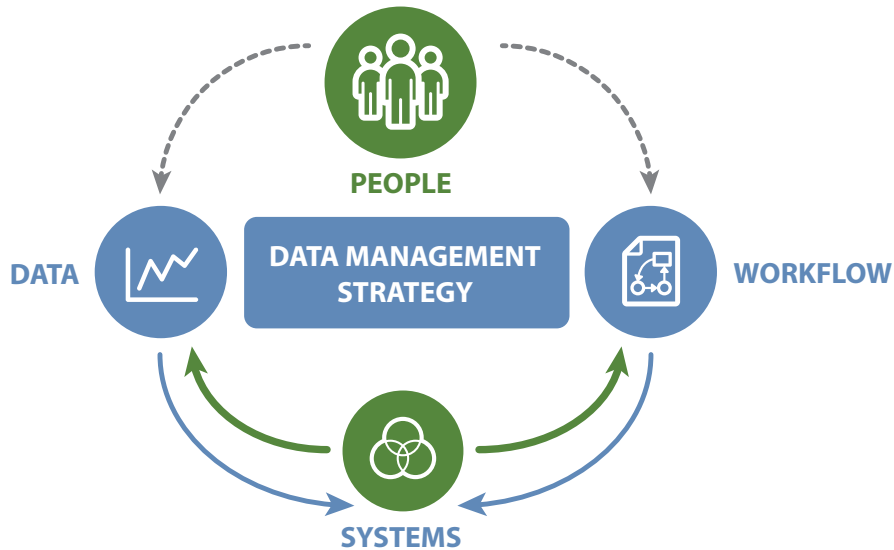 PEOPLE
DATA
DATA MANAGEMENT
STRATEGY
WORKFLOW
SYSTEMS